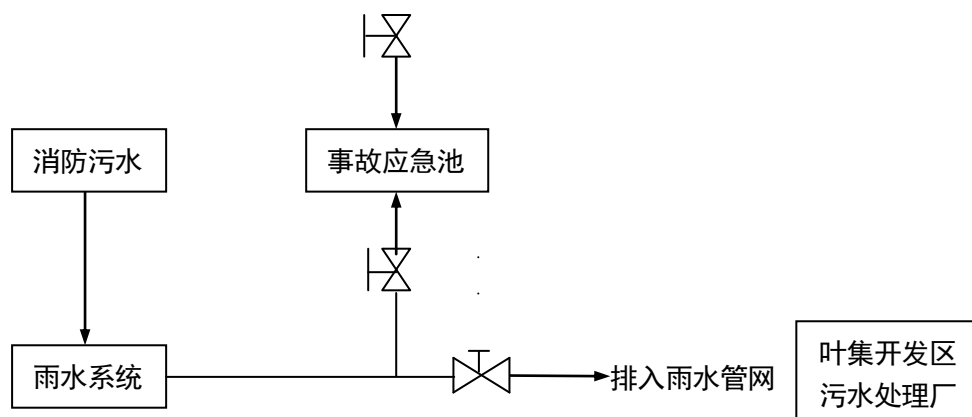 消防污水
事故应急池
雨水系统
排入雨水管网
叶集开发区
污水处理厂